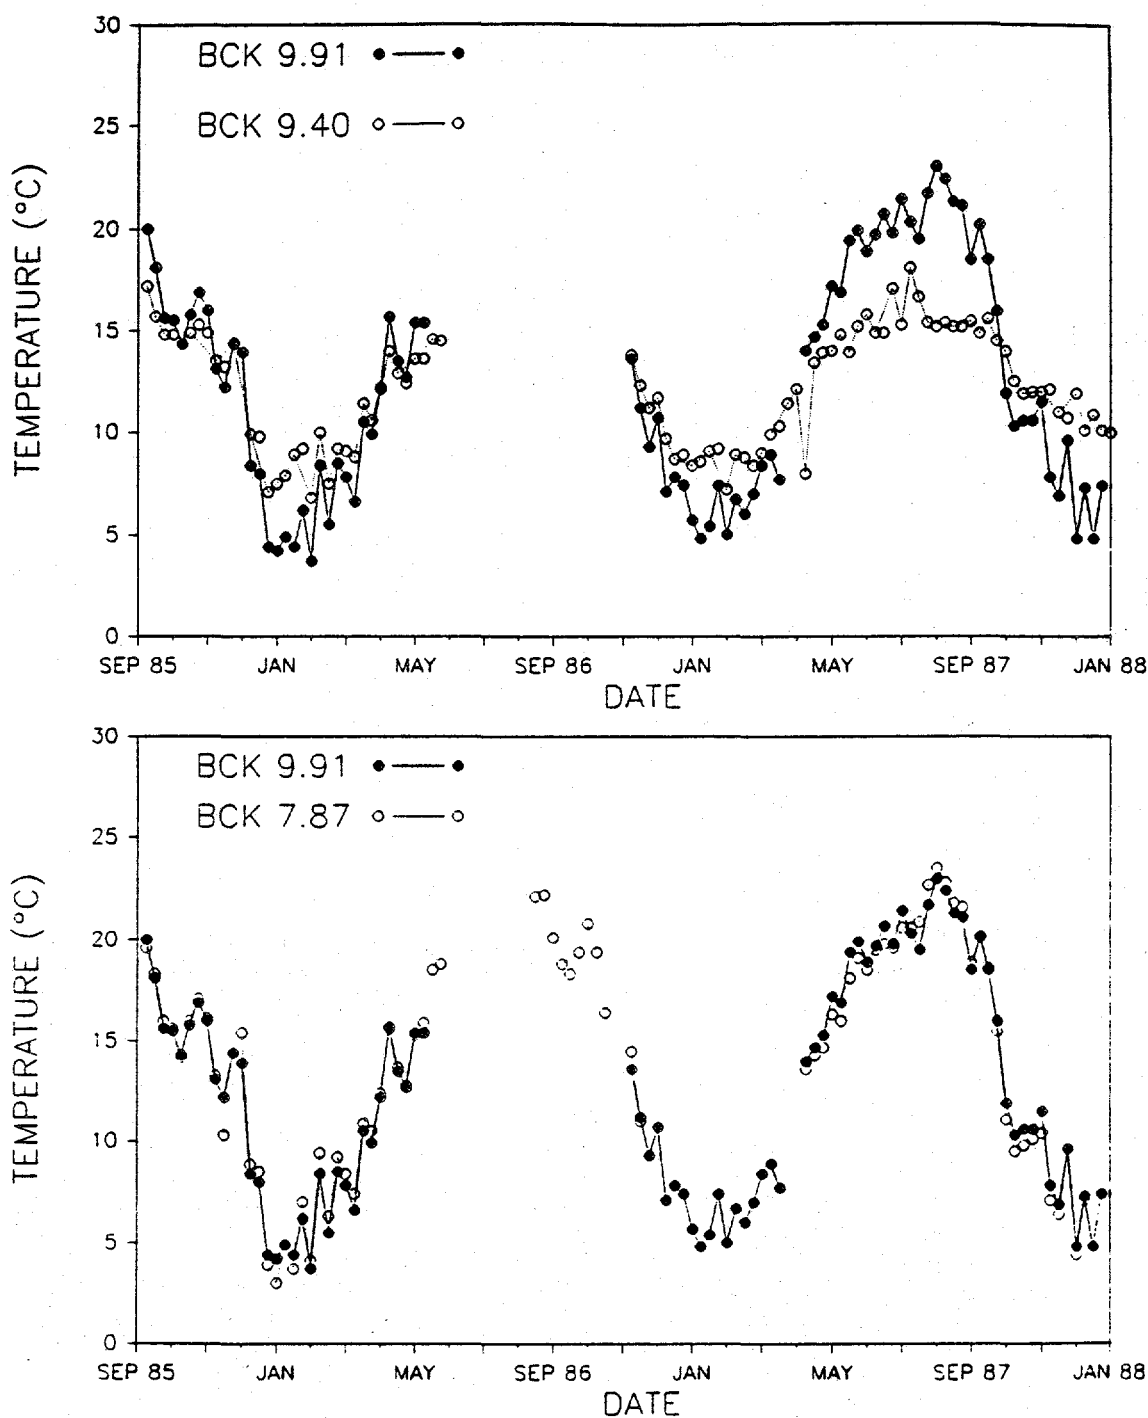 30
BCK 9.91
BCK 9.40
25
20
15
10
5
0
TEMPERATURE (°C)
SEP 85 JAN MAY SEP 86 JAN MAY SEP 87 JAN 88
DATE
30
BCK 9.91
BCK 7.87
25
20
15
10
5
0
TEMPERATURE (°C)
SEP 85 JAN MAY SEP 86 JAN MAY SEP 87 JAN 88
DATE